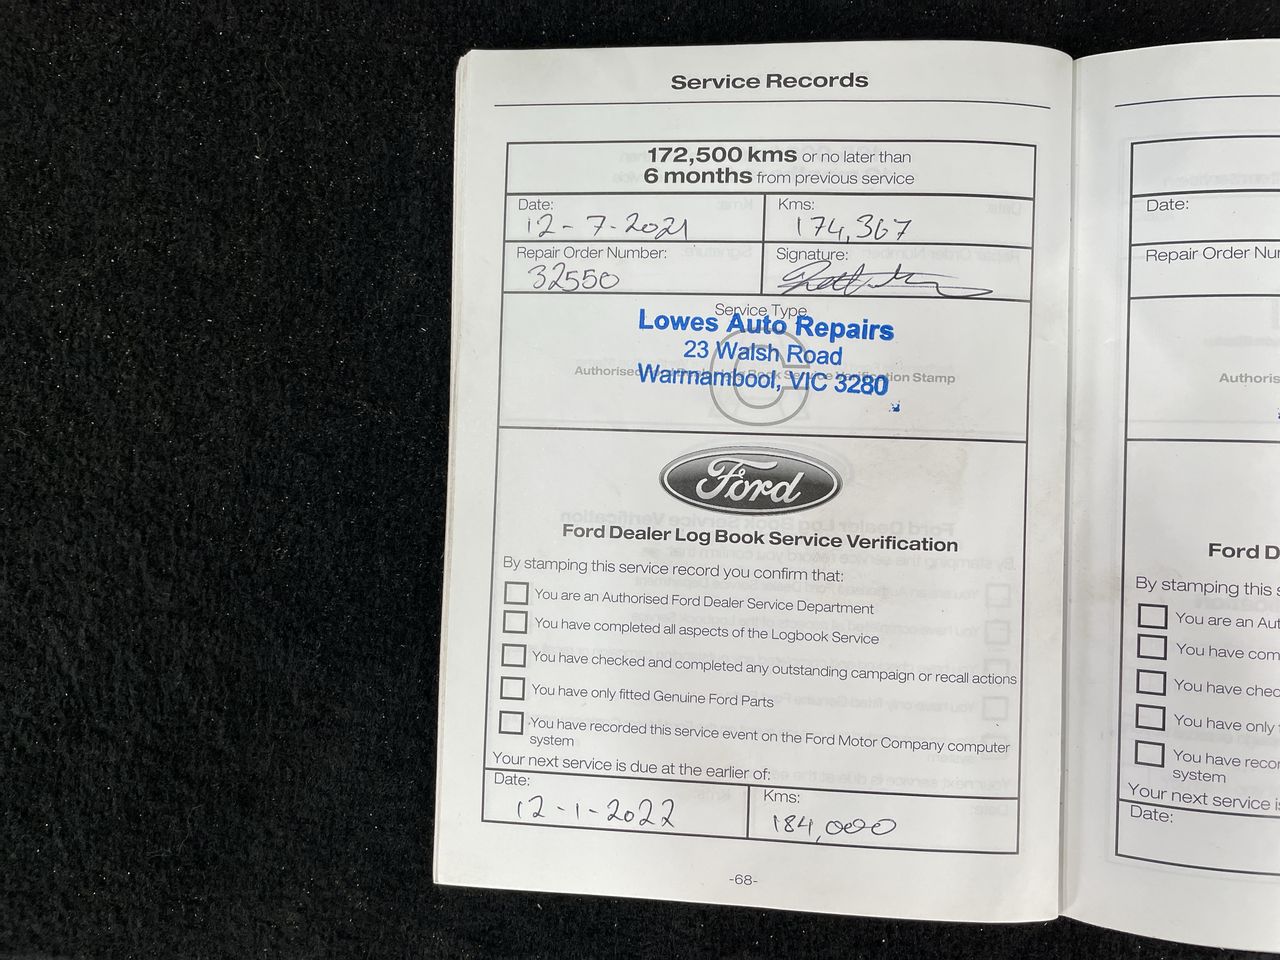 Service Records
172,500 kms or no later than
6 months from previous service
Date:
12-7-2021
Kms:
174,367
Repair Order Number:
32550
Signature:
Service Type
C
Lowes Auto Repairs
23 Walsh Road
Warrnambool, VIC 3280
Ford
Ford Dealer Log Book Service Verification
By stamping this service record you confirm that:
You are an Authorised Ford Dealer Service Department
You have completed all aspects of the Logbook Service
You have checked and completed any outstanding campaign or recall actions
You have only fitted Genuine Ford Parts
You have recorded this service event on the Ford Motor Company computer
system
Your next service is due at the earlier of:
Date:
12-1-2022
Kms:
184,000
-68-
Date:
Repair Order Nu
Authoris
Ford D
By stamping this s
You are an Aut
You have com
You have chec
You have only
You have recor
system
Your next service i
Date: